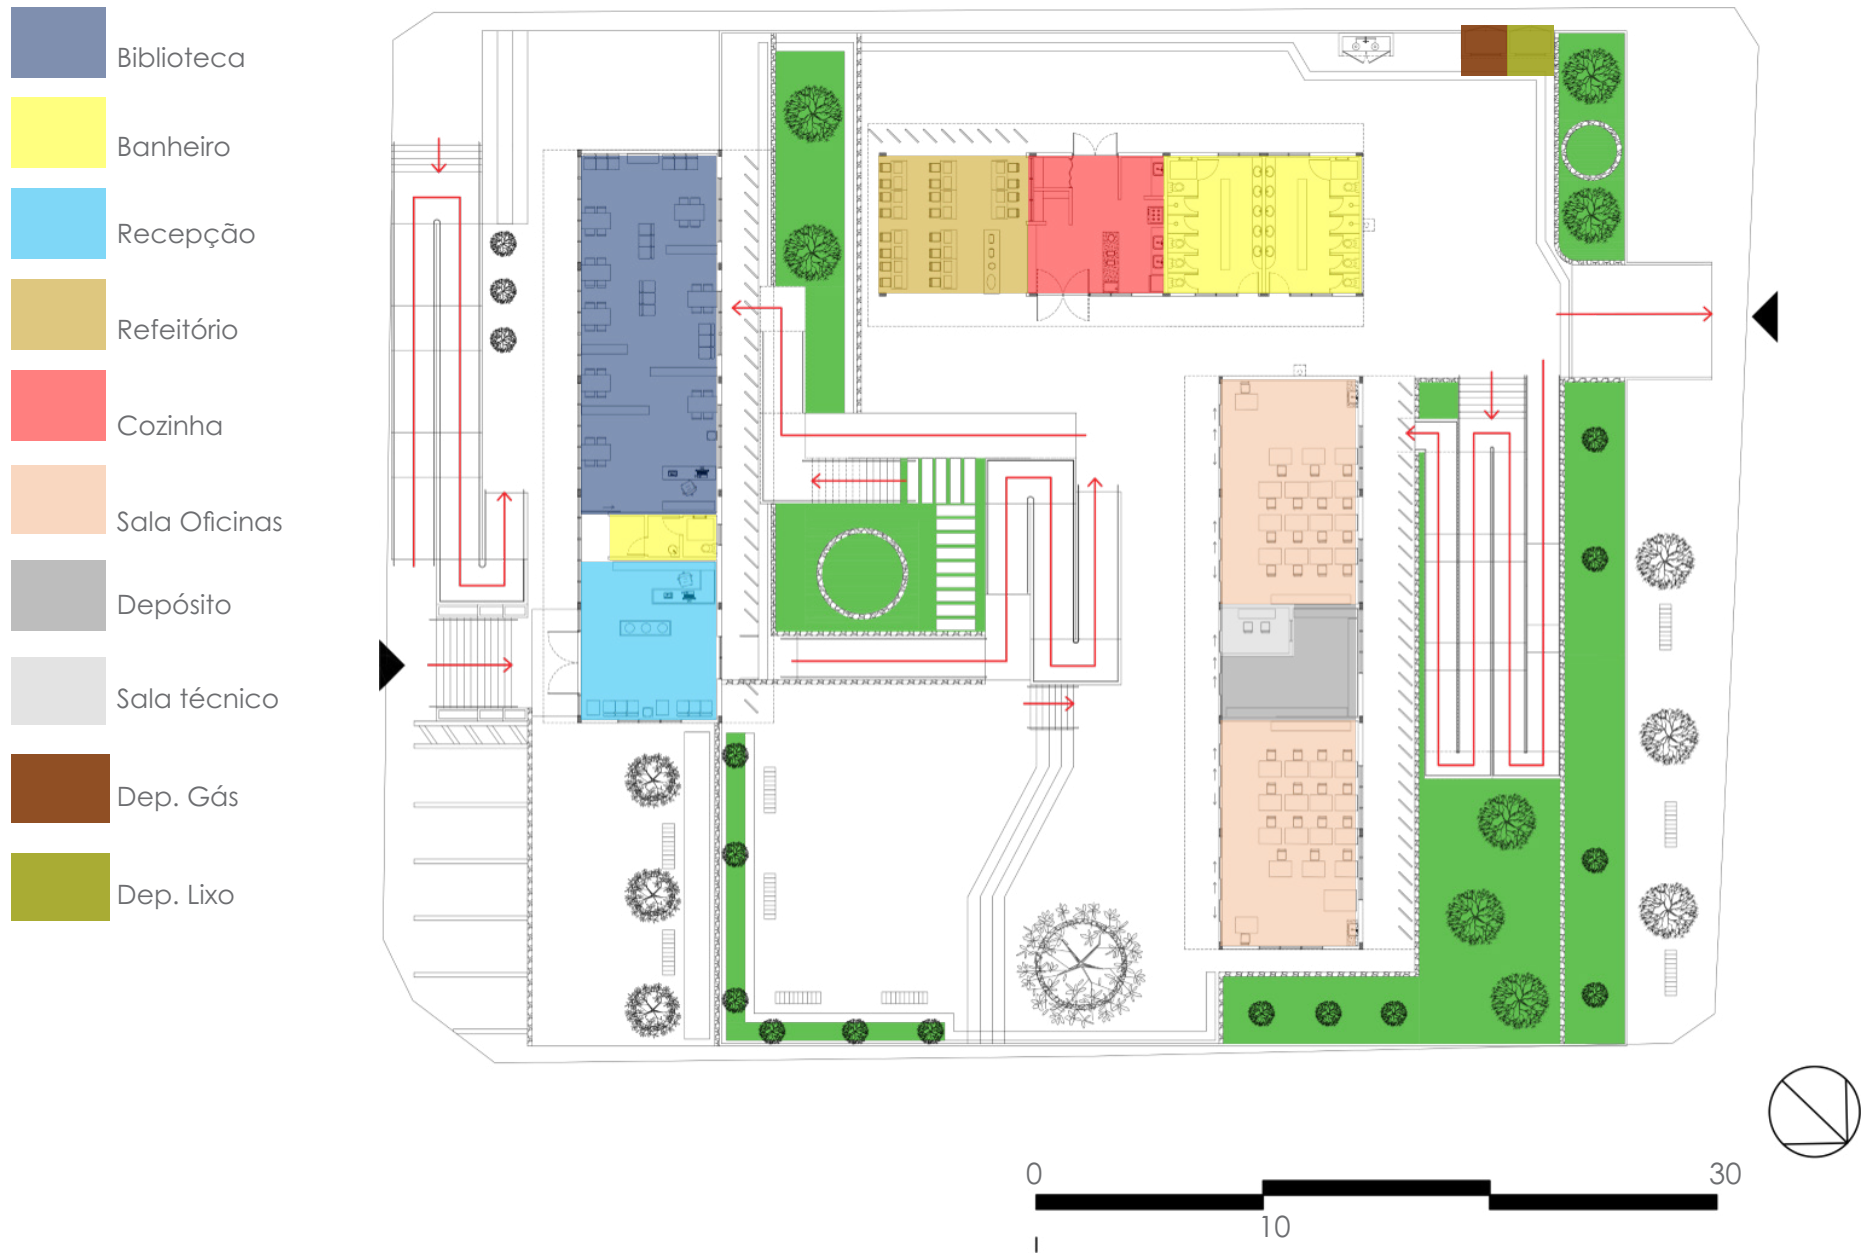 Biblioteca
Banheiro
Recepção
Refeitório
Cozinha
Sala Oficinas
Depósito
Sala técnico
Dep. Gás
Dep. Lixo
0
30
10